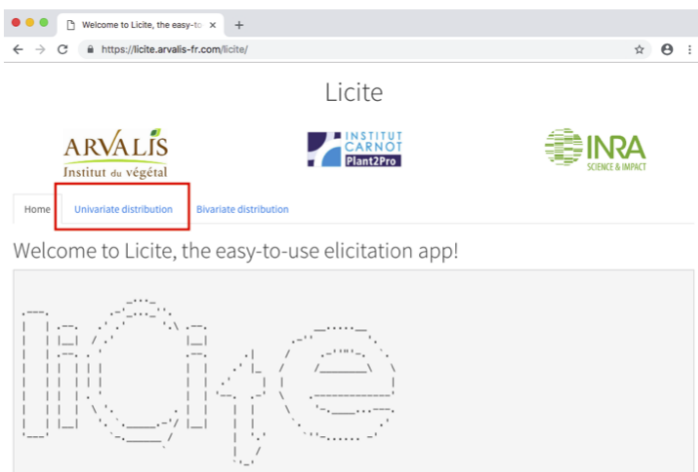 Welcome to Licite, the easy-to
https://licite.arvalis-fr.com/licite/
Licite
ARVALIS
Institut du végétal
INSTITUT
CARNOT
Plant2Pro
INRA
SCIENCE & IMPACT
Home Univariate distribution Bivariate distribution
Welcome to Licite, the easy-to-use elicitation app!
licite